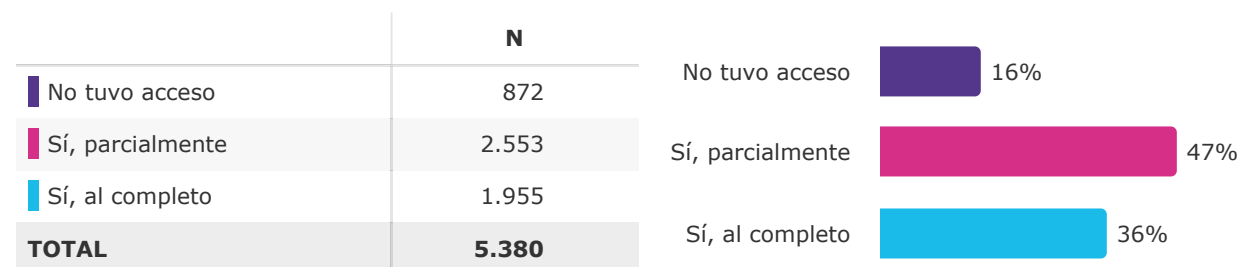 N
No tuvo acceso 872
Sí, parcialmente 2.553
Sí, al completo 1.955
TOTAL 5.380
No tuvo acceso 16%
Sí, parcialmente 47%
Sí, al completo 36%